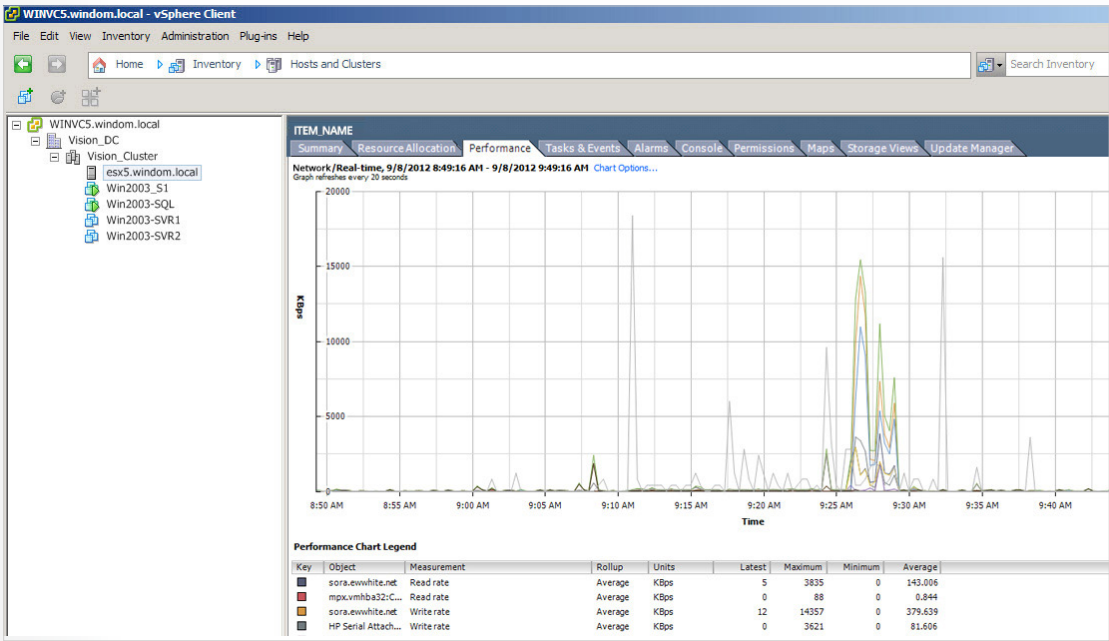 WINVC5.windom.local - vSphere Client
File Edit View Inventory Administration Plug-ins Help
Home Inventory Hosts and Clusters Search Inventory
WINVC5.windom.local
Vision_DC
Vision_Cluster
esx5.windom.local
Win2003_S1
Win2003-SQL
Win2003-SVR1
Win2003-SVR2
ITEM_NAME
Summary Resource Allocation Performance Tasks & Events Alarms Console Permissions Maps Storage Views Update Manager
Network/Real-time, 9/8/2012 8:49:16 AM - 9/8/2012 9:49:16 AM Chart Options...
Graph refreshes every 20 seconds
20000
15000
KBps
10000
5000
0
8:50 AM 8:55 AM 9:00 AM 9:05 AM 9:10 AM 9:15 AM 9:20 AM 9:25 AM 9:30 AM 9:35 AM 9:40 AM
Time
Performance Chart Legend
Key Object Measurement Rollup Units Latest Maximum Minimum Average
sora.ewwhite.net Read rate Average KBps 5 3835 0 143.006
mpx.vmhba32:C... Read rate Average KBps 0 88 0 0.844
sora.ewwhite.net Write rate Average KBps 12 14357 0 379.639
HP Serial Attach... Write rate Average KBps 0 3621 0 81.606